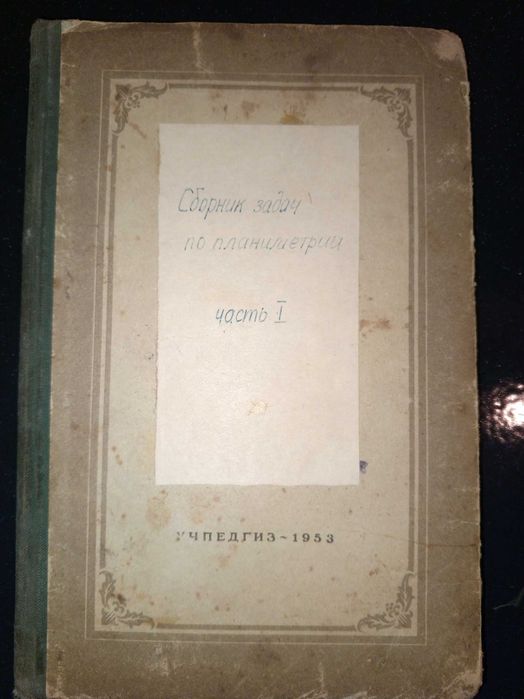 Сборник задач
по планиметрии
часть I
УЧПЕДГИЗ ~ 1953